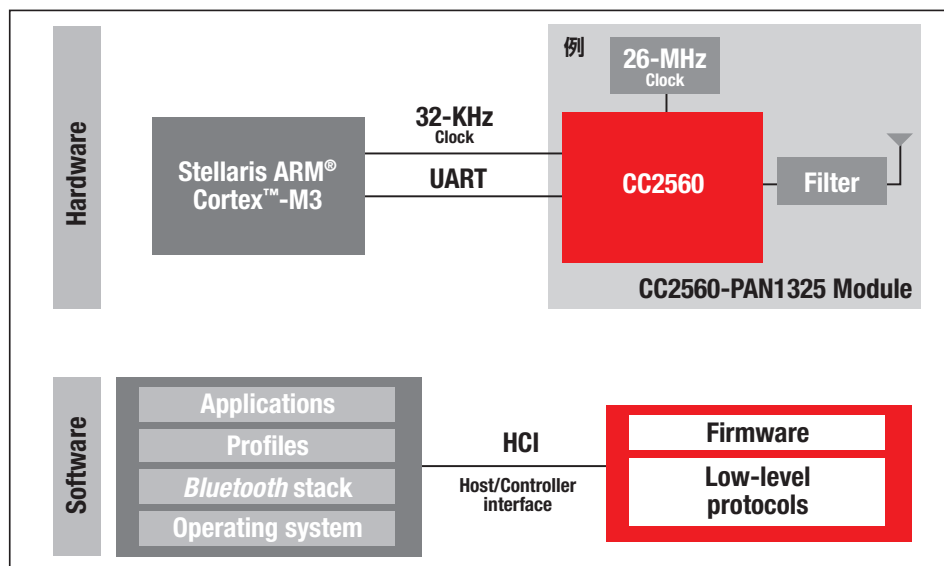 Hardware
例
26-MHz
Clock
32-KHz
Clock
Stellaris ARM®
Cortex™-M3
UART
CC2560
Filter
CC2560-PAN1325 Module
Software
Applications
Profiles
Bluetooth stack
Operating system
HCI
Host/Controller
interface
Firmware
Low-level
protocols